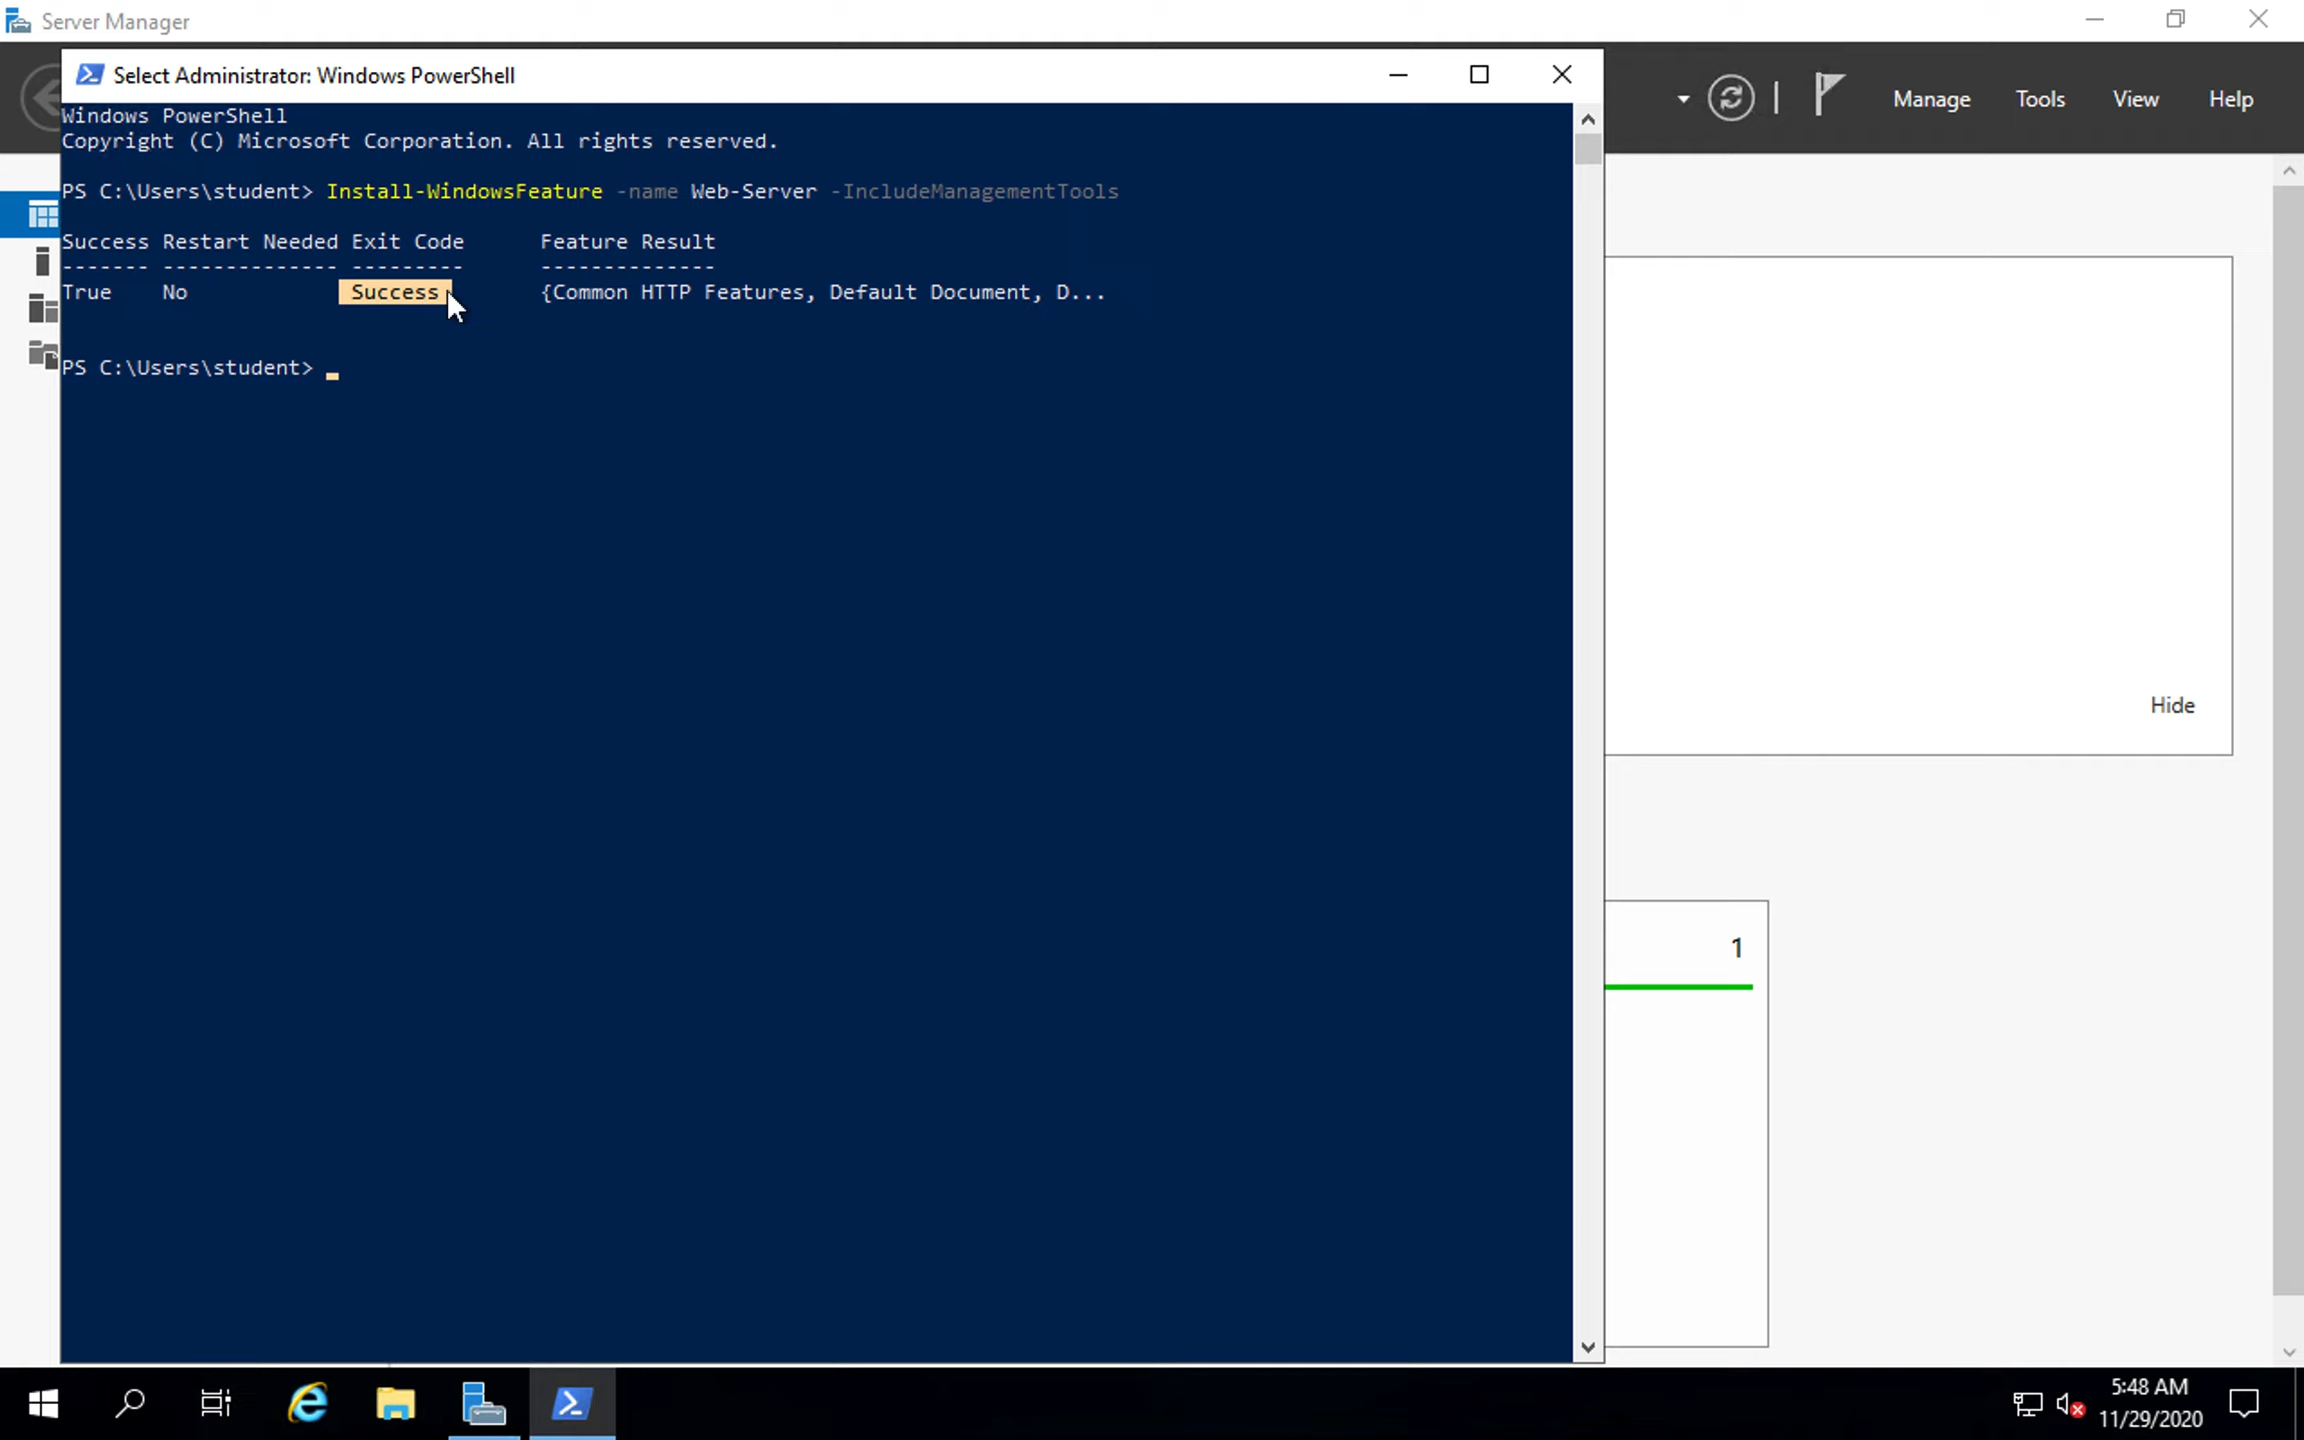 Server Manager
Select Administrator: Windows PowerShell
Manage Tools View Help
Windows PowerShell
Copyright (C) Microsoft Corporation. All rights reserved.
PS C:\Users\student> Install-WindowsFeature -name Web-Server -IncludeManagementTools
Success Restart Needed Exit Code Feature Result
------- -------------- --------- --------------
True No Success {Common HTTP Features, Default Document, D...
PS C:\Users\student>
Hide
1
5:48 AM
11/29/2020